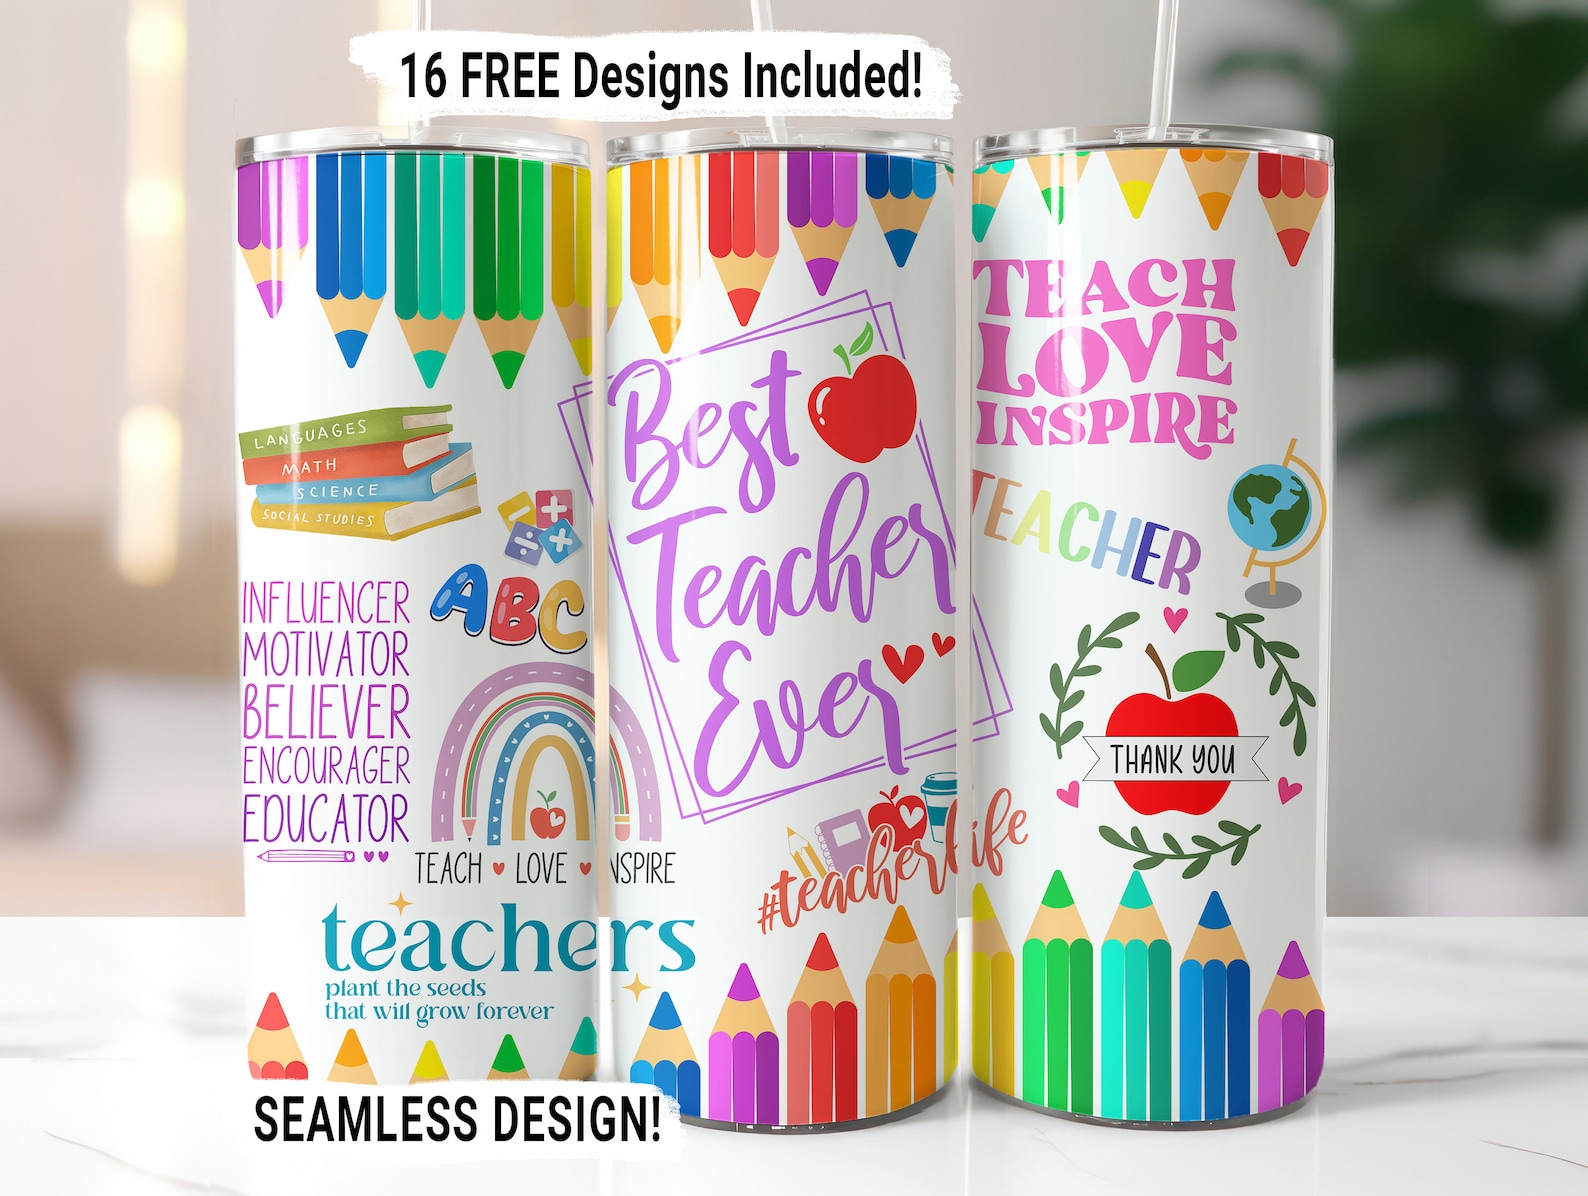 16 FREE Designs Included!
LANGUAGES
MATH
SCIENCE
SOCIAL STUDIES
ABC
INFLUENCER
MOTIVATOR
BELIEVER
ENCOURAGER
EDUCATOR
TEACH LOVE INSPIRE
teachers
plant the seeds
that will grow forever
Best
Teacher
Ever
#teacherlife
TEACH
LOVE
INSPIRE
TEACHER
THANK YOU
SEAMLESS DESIGN!